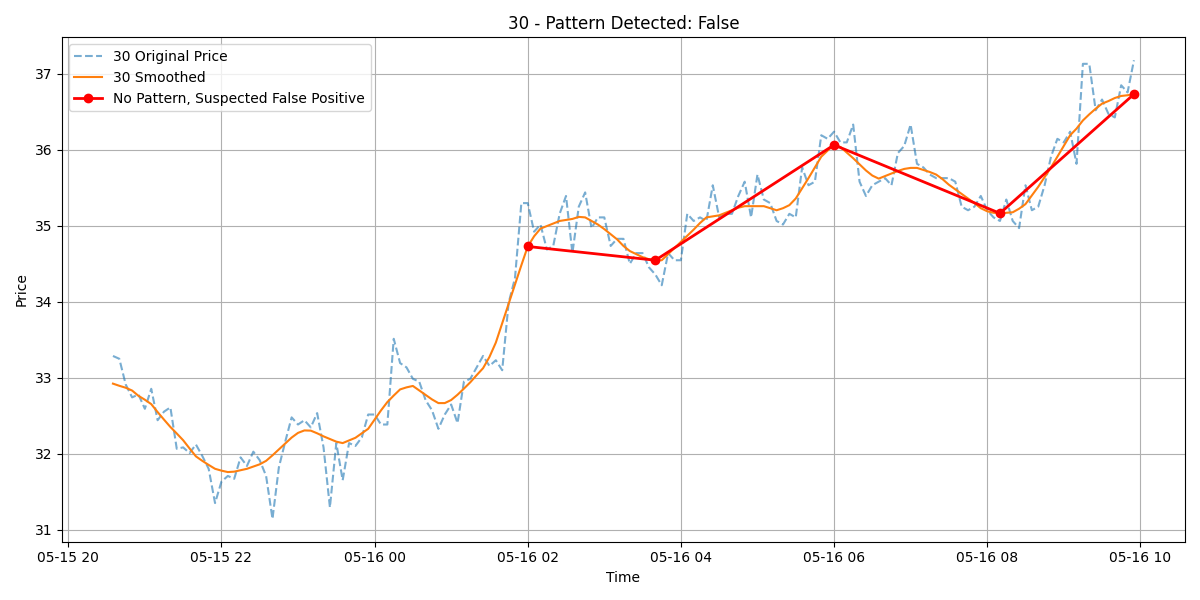 30 - Pattern Detected: False
30 Original Price
30 Smoothed
No Pattern, Suspected False Positive
Price
37
36
35
34
33
32
31
05-15 20 05-15 22 05-16 00 05-16 02 05-16 04 05-16 06 05-16 08 05-16 10
Time